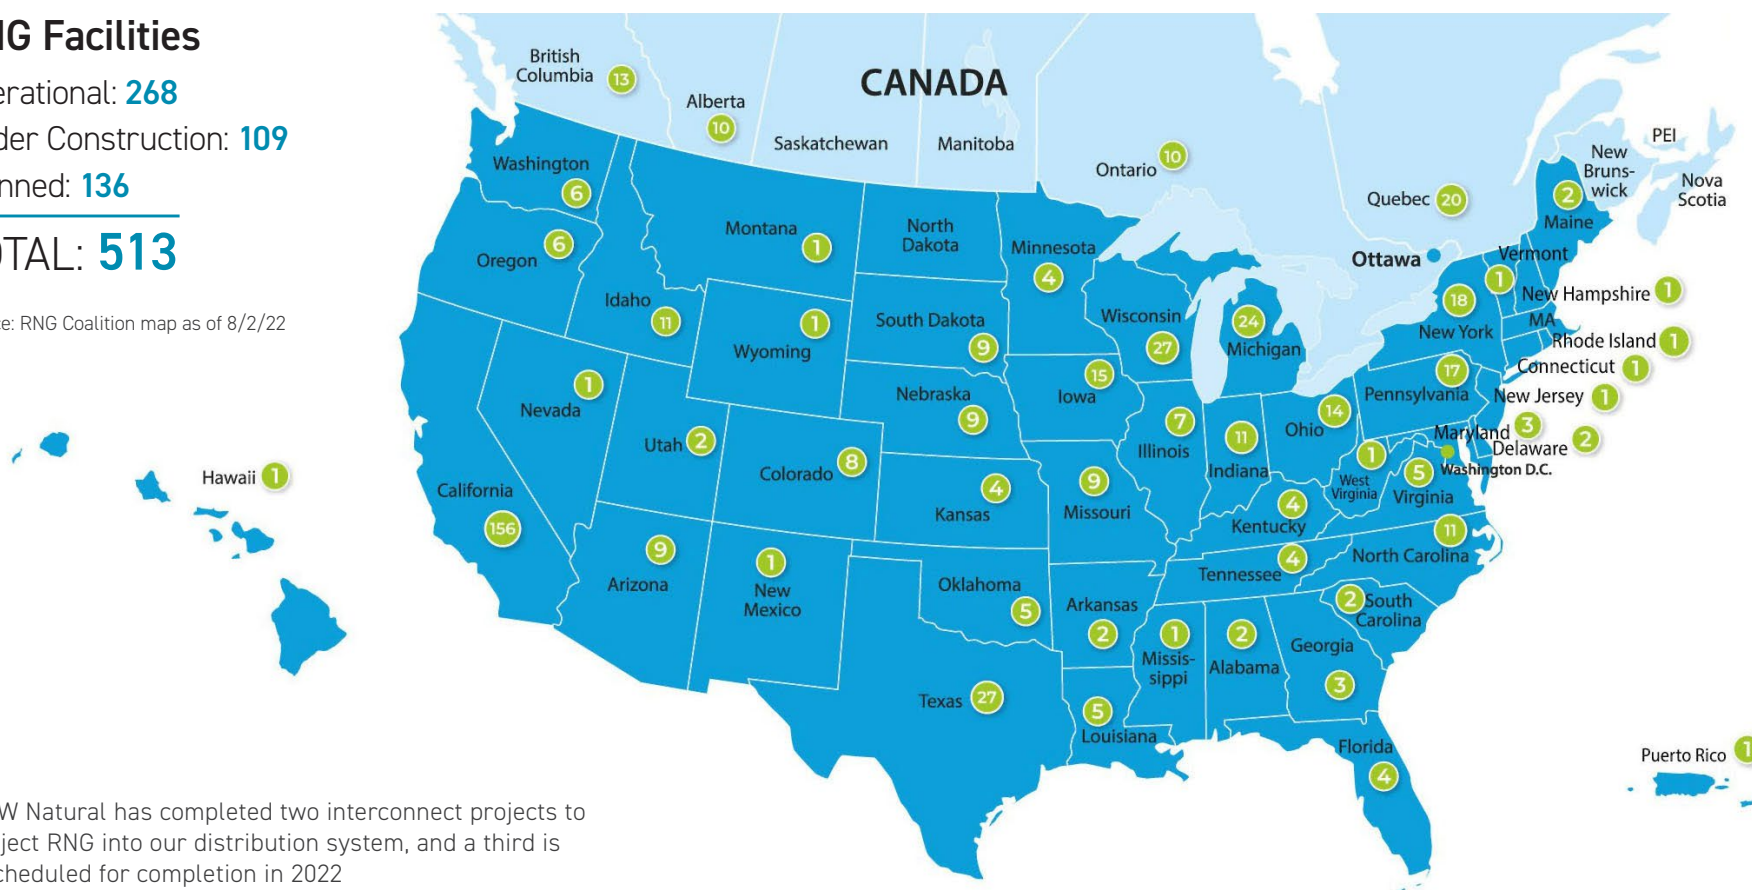 NG Facilities
erational: 268
der Construction: 109
nned: 136
OTAL: 513
ce: RNG Coalition map as of 8/2/22
CANADA
British
Columbia 13
Alberta
10
Saskatchewan
Manitoba
Ontario 10
Quebec 20
PEI
New
Bruns-
wick
Nova
Scotia
Ottawa
Washington
6
Oregon 6
Idaho
11
Montana 1
North
Dakota
Minnesota
4
Wisconsin
27
24
Michigan
18
New York
Vermont
1
2
Maine
New Hampshire 1
MA
Rhode Island 1
Connecticut 1
New Jersey 1
17
Pennsylvania
Maryland 3
Delaware 2
Washington D.C.
Wyoming 1
South Dakota
9
Nebraska
9
15
Iowa
7
Illinois
11
Indiana
14
Ohio
1
West
Virginia
5
Virginia
1
Nevada
Utah 2
Colorado 8
4
Kansas
9
Missouri
4
Kentucky
11
North Carolina
4
Tennessee
2 South
Carolina
California
156
9
Arizona
1
New
Mexico
Oklahoma
5
Arkansas
2
1
Missis-
sippi
2
Alabama
Georgia
3
Texas 27
5
Louisiana
Florida
4
Hawaii 1
Puerto Rico 1
W Natural has completed two interconnect projects to
ject RNG into our distribution system, and a third is
cheduled for completion in 2022